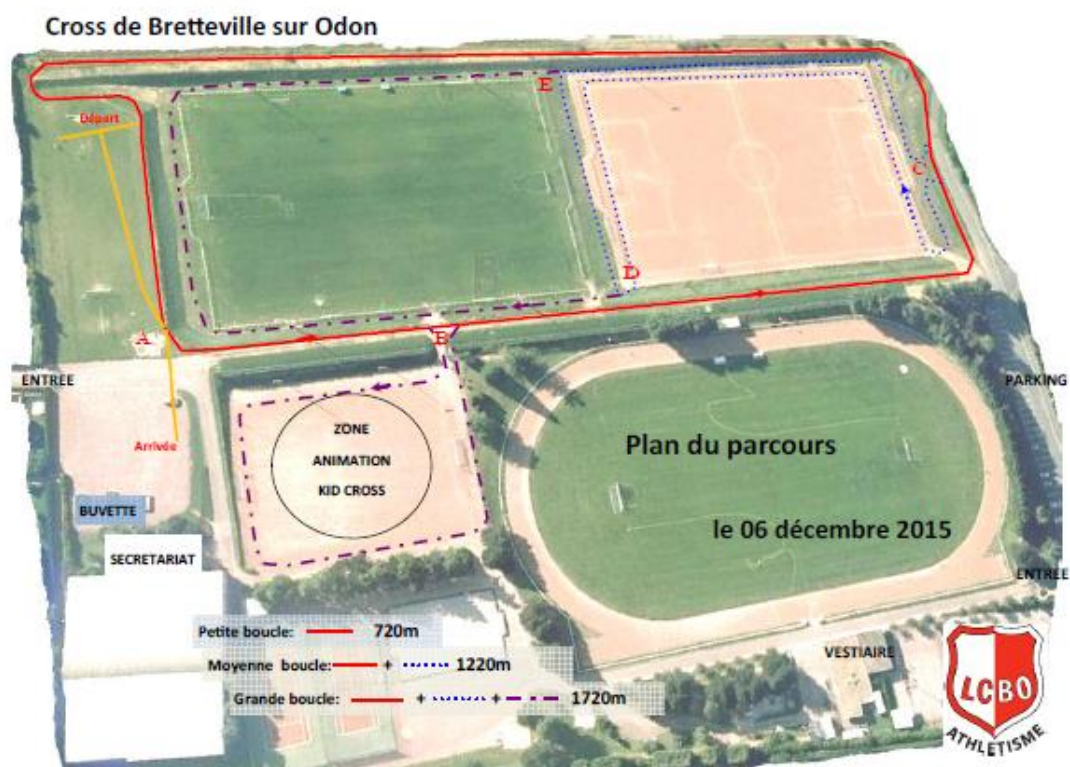 Cross de Bretteville sur Odon
E
Départ
C
D
A
B
ENTREE
PARKING
ZONE
ANIMATION
KID CROSS
Arrivée
Plan du parcours
BUVETTE
le 06 décembre 2015
SECRETARIAT
ENTREE
Petite boucle: 720m
Moyenne boucle: + 1220m
Grande boucle: + + 1720m
VESTIAIRE
LCBO
ATHLETISME